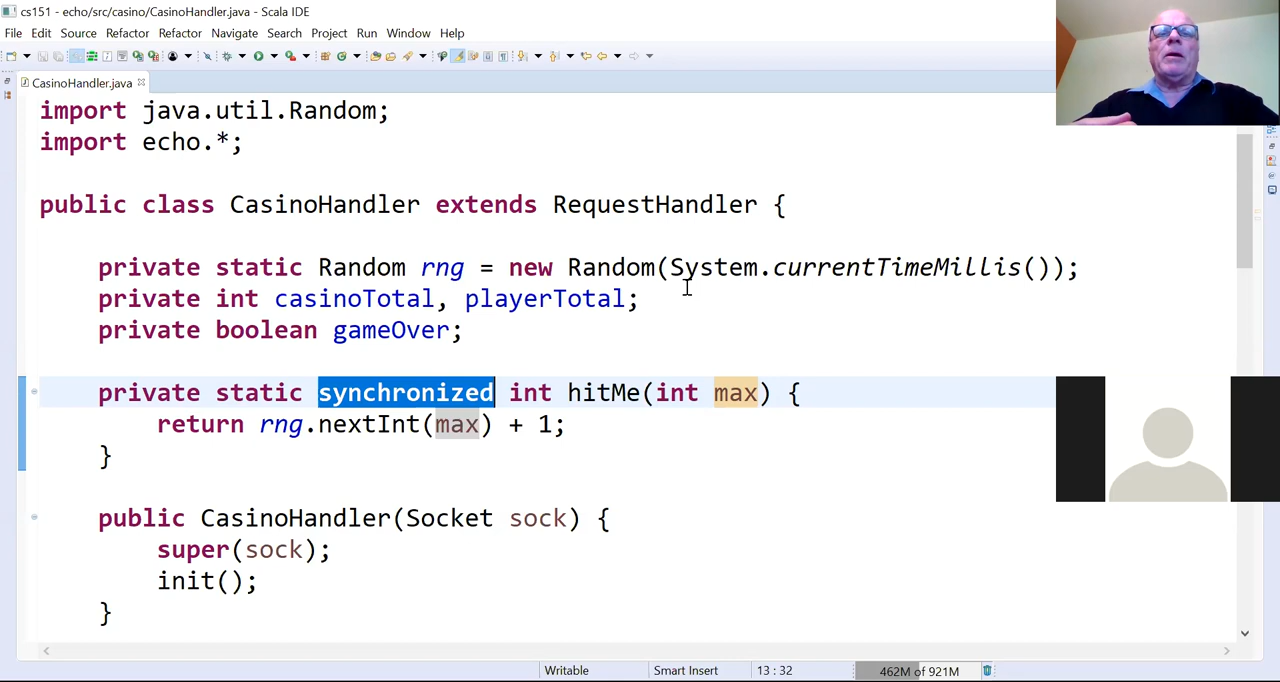 cs151 - echo/src/casino/CasinoHandler.java - Scala IDE
File Edit Source Refactor Refactor Navigate Search Project Run Window Help
CasinoHandler.java
import java.util.Random;
import echo.*;
public class CasinoHandler extends RequestHandler {
private static Random rng = new Random(System.currentTimeMillis());
private int casinoTotal, playerTotal;
private boolean gameOver;
private static synchronized int hitMe(int max) {
return rng.nextInt(max) + 1;
}
public CasinoHandler(Socket sock) {
super(sock);
init();
}
Writable Smart Insert 13 : 32 462M of 921M